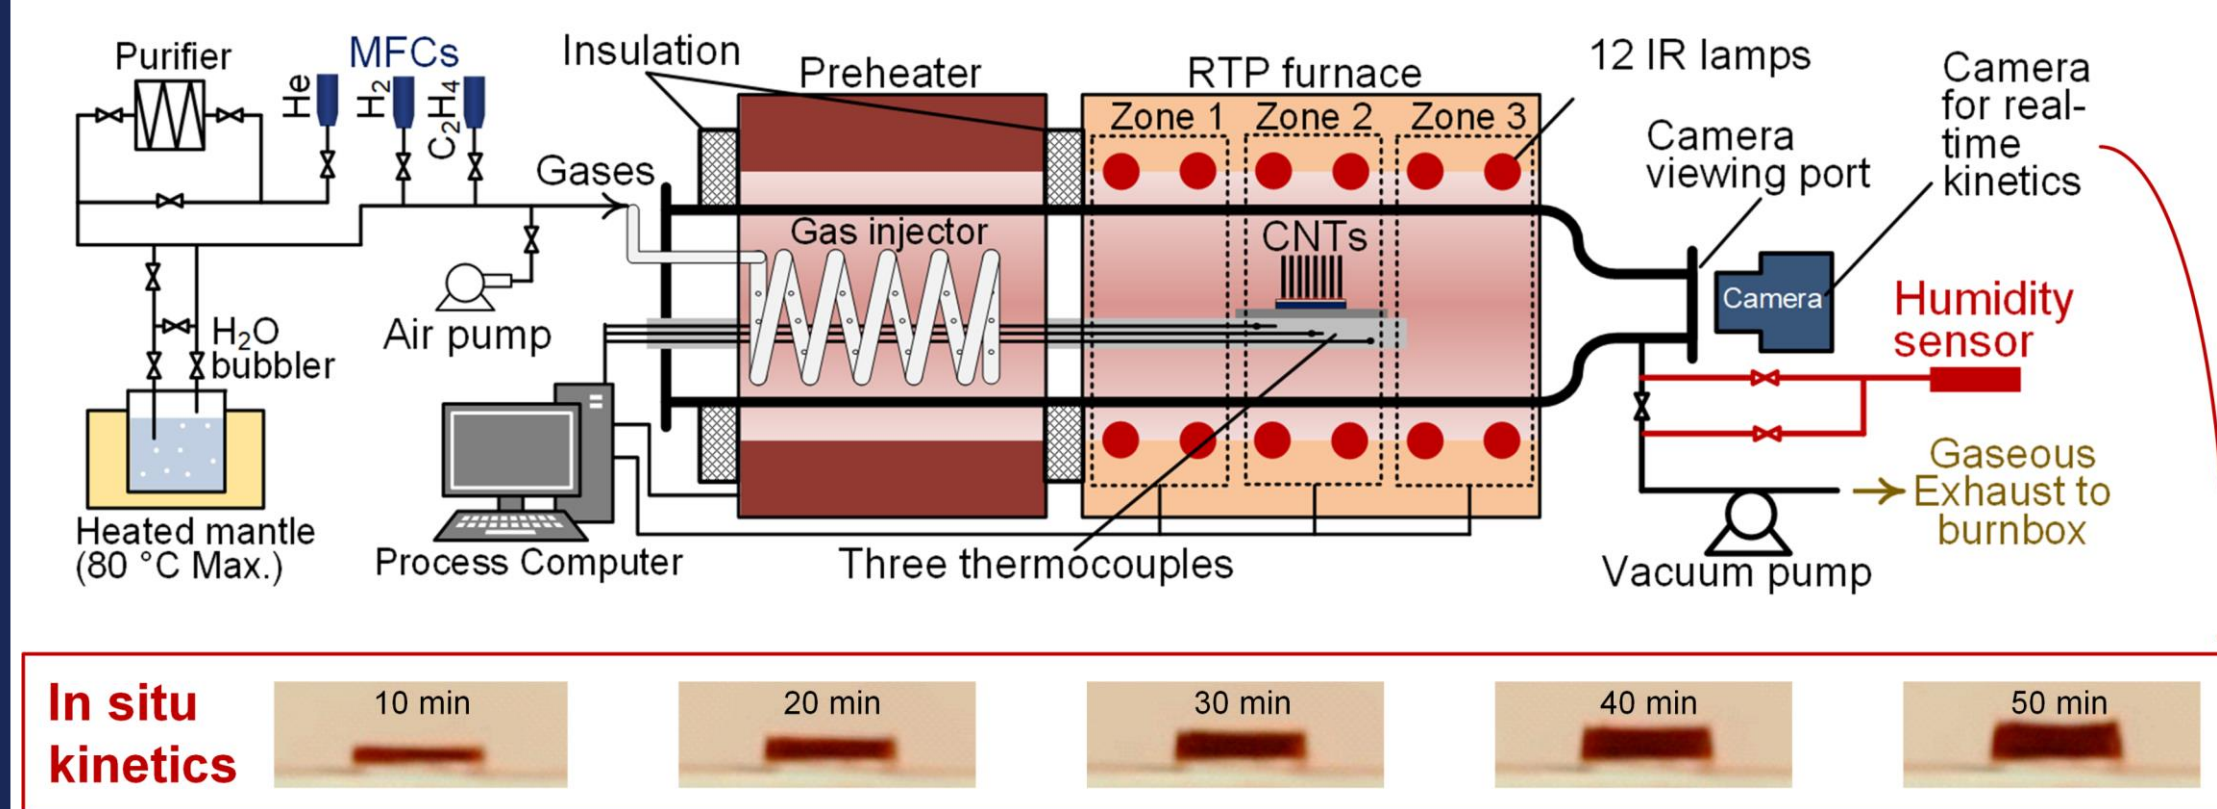 Purifier
MFCs
He
H₂
C₂H₄
Insulation
Preheater
RTP furnace
12 IR lamps
Camera
for real-
time
kinetics
Zone 1
Zone 2
Zone 3
Camera
viewing port
Gases
Gas injector
CNTs
Camera
Humidity
sensor
Air pump
H₂O
bubbler
Heated mantle
(80 °C Max.)
Process Computer
Three thermocouples
Gaseous
Exhaust to
burnbox
Vacuum pump
In situ
kinetics
10 min
20 min
30 min
40 min
50 min